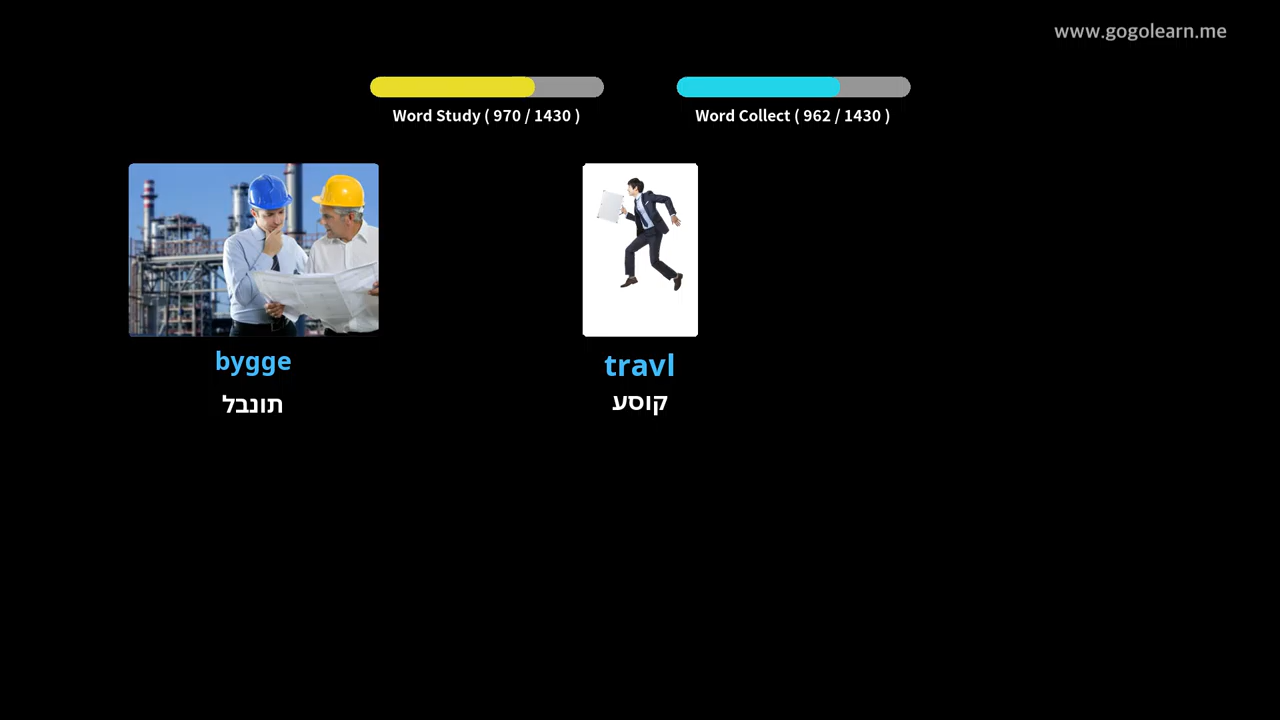 www.gogolearn.me
Word Study ( 970 / 1430 )
Word Collect ( 962 / 1430 )
bygge
תונבל
travl
קוסע